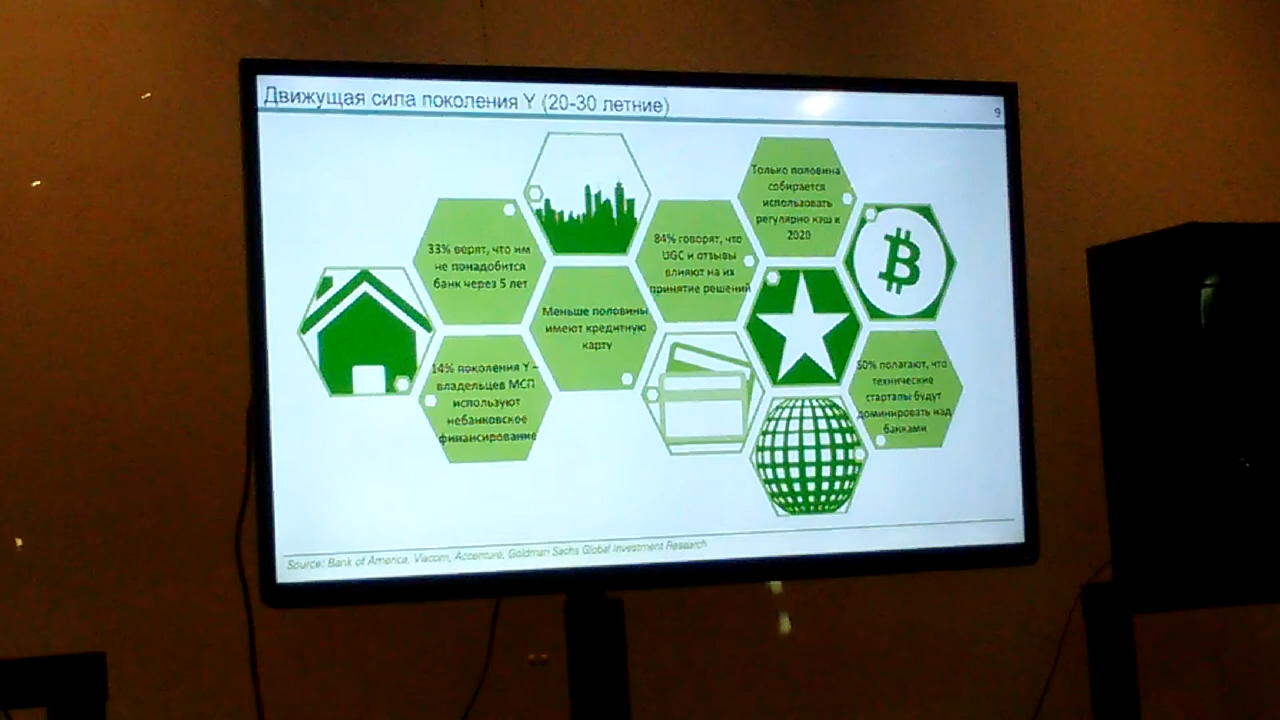 Движущая сила поколения Y (20-30 летние)
9
33% верят, что им
не понадобится
банк через 5 лет
14% поколения Y –
владельцев МСП
используют
небанковское
финансирование
Меньше половины
имеют кредитную
карту
84% говорят, что
UGC и отзывы
влияют на их
принятие решений
Только половина
собирается
использовать
регулярно кэш к
2020
50% полагают, что
технические
стартапы будут
доминировать над
банками
Source: Bank of America, Viacom, Accenture, Goldman Sachs Global Investment Research